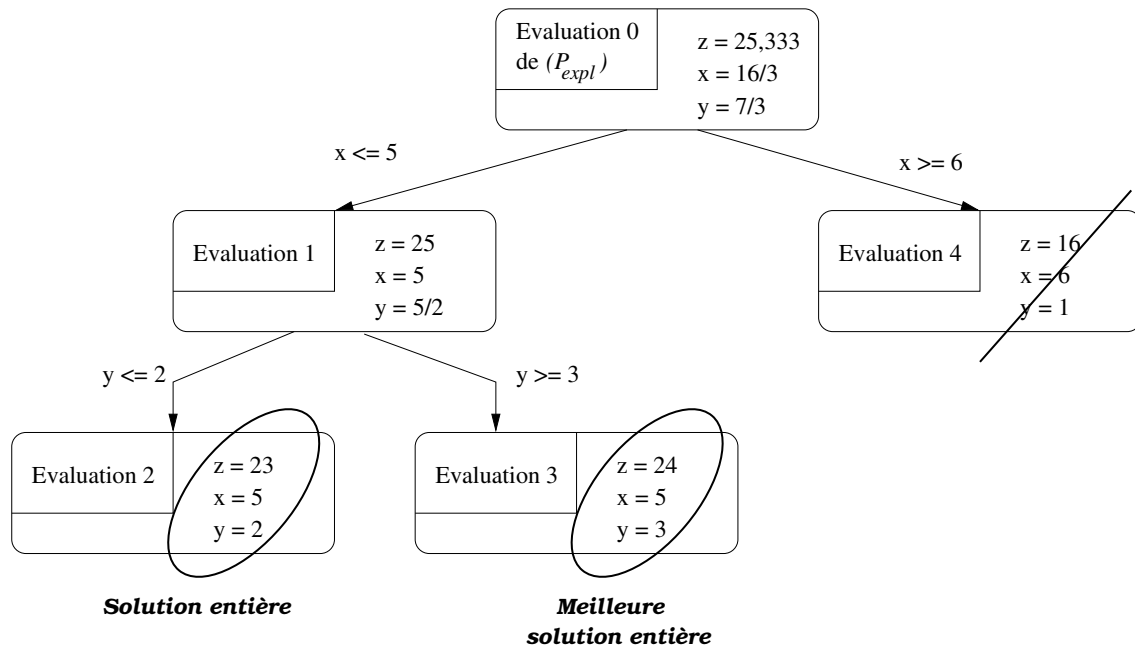 Evaluation 0
de (P_expl)
z = 25,333
x = 16/3
y = 7/3
x <= 5
x >= 6
Evaluation 1
z = 25
x = 5
y = 5/2
Evaluation 4
z = 16
x = 6
y = 1
y <= 2
y >= 3
Evaluation 2
z = 23
x = 5
y = 2
Evaluation 3
z = 24
x = 5
y = 3
Solution entière
Meilleure
solution entière